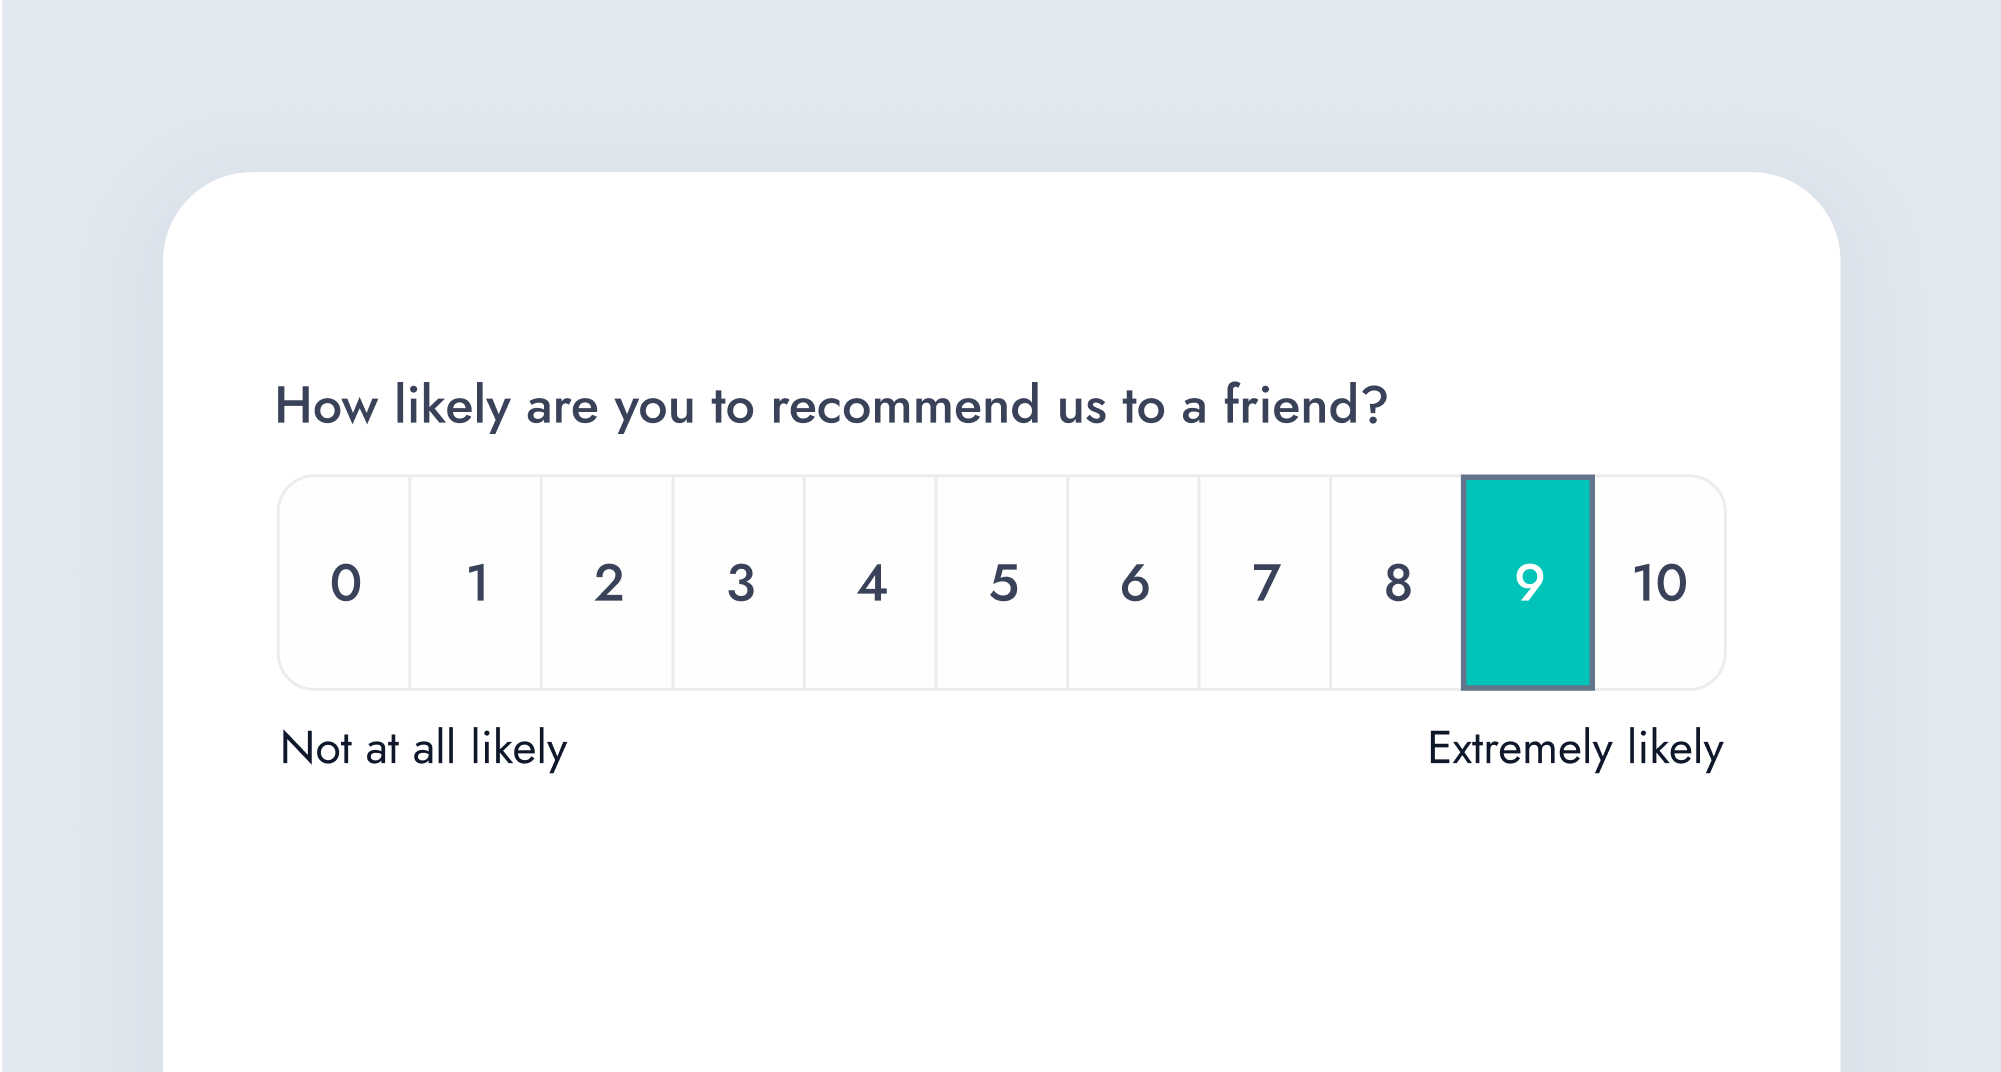 How likely are you to recommend us to a friend?
0 1 2 3 4 5 6 7 8 9 10
Not at all likely Extremely likely